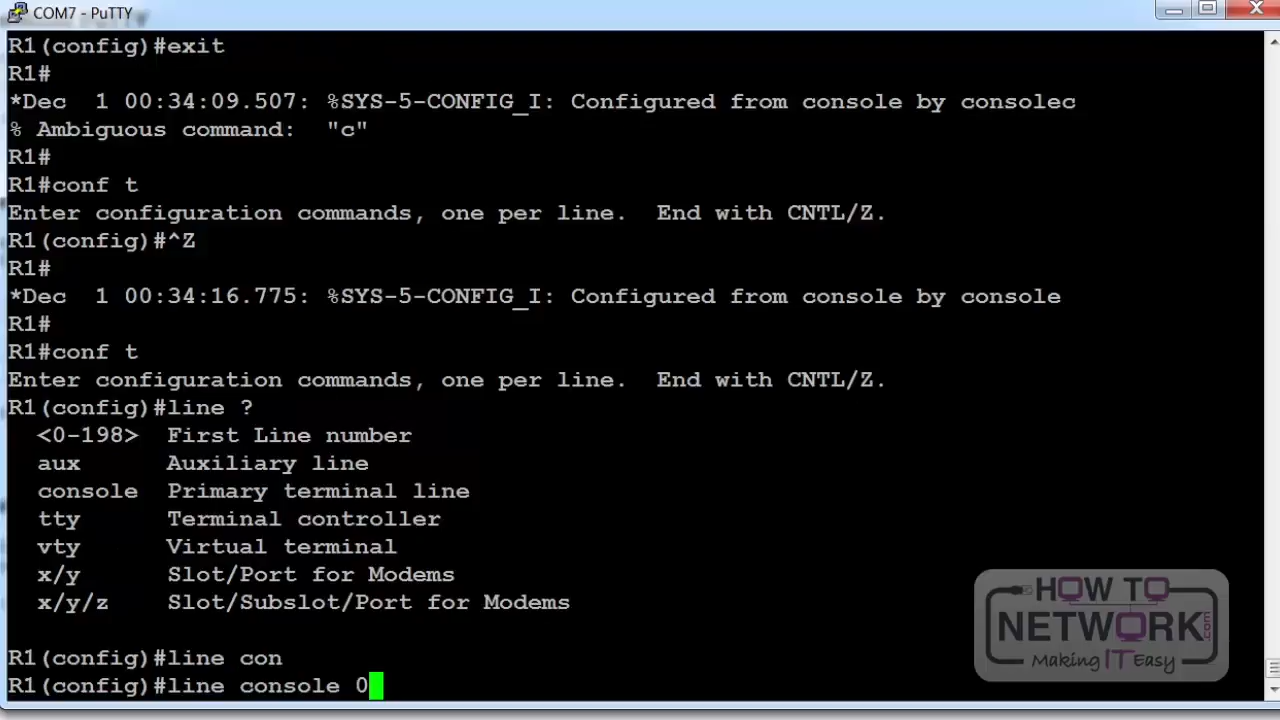 COM7 - PuTTY
R1(config)#exit
R1#
*Dec  1 00:34:09.507: %SYS-5-CONFIG_I: Configured from console by consolec
% Ambiguous command:  "c"
R1#
R1#conf t
Enter configuration commands, one per line.  End with CNTL/Z.
R1(config)#^Z
R1#
*Dec  1 00:34:16.775: %SYS-5-CONFIG_I: Configured from console by console
R1#
R1#conf t
Enter configuration commands, one per line.  End with CNTL/Z.
R1(config)#line ?
  <0-198>  First Line number
  aux      Auxiliary line
  console  Primary terminal line
  tty      Terminal controller
  vty      Virtual terminal
  x/y      Slot/Port for Modems
  x/y/z    Slot/Subslot/Port for Modems
R1(config)#line con
R1(config)#line console 0
HOW TO
NETWORK.com
Making IT Easy